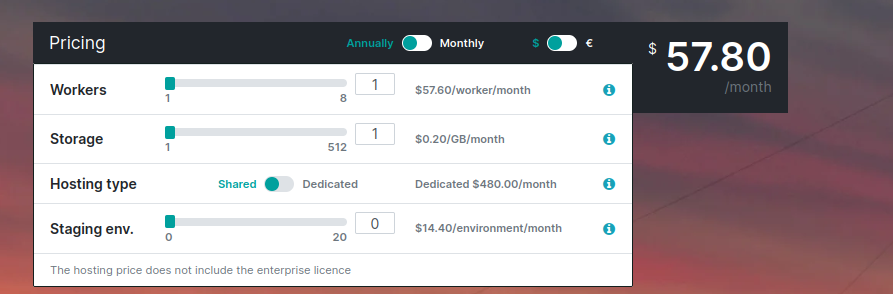 Pricing
Annually Monthly
$ €
$ 57.80
/month
Workers 1 8 1 $57.60/worker/month
Storage 1 512 1 $0.20/GB/month
Hosting type Shared Dedicated Dedicated $480.00/month
Staging env. 0 20 0 $14.40/environment/month
The hosting price does not include the enterprise licence